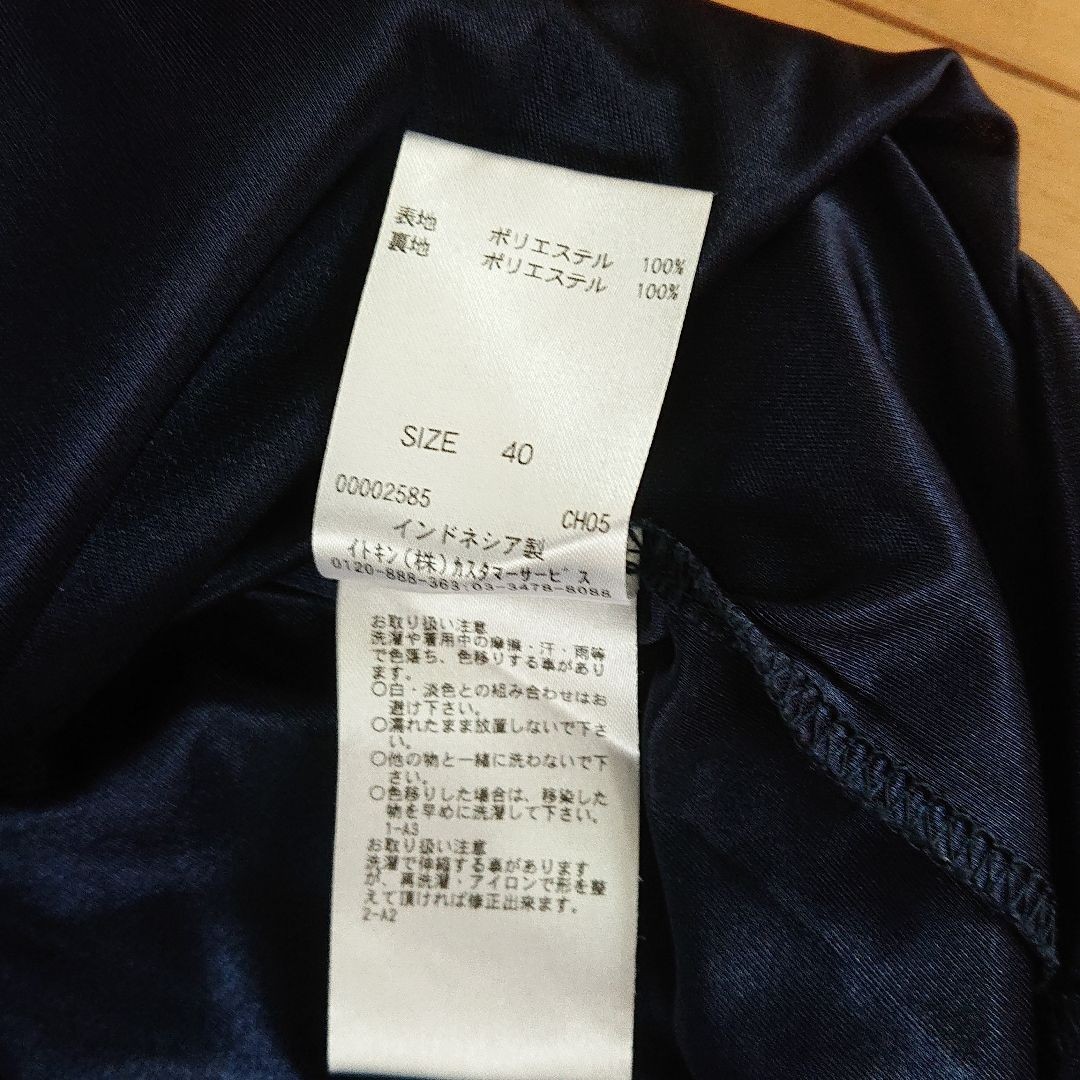 表地 ポリエステル 100%
裏地 ポリエステル 100%
SIZE 40
00002585 CH05
インドネシア製
イトキン(株)カスタマーサービス
0120-888-363:03-3478-8088
お取り扱い注意
洗濯や着用中の摩擦・汗・雨等
で色落ち、色移りする事があり
ます。
〇白・淡色との組み合わせはお
避け下さい。
〇濡れたまま放置しないで下さ
い。
〇他の物と一緒に洗わないで下
さい。
〇色移りした場合は、移染した
物を早めに洗濯して下さい。
1-A3
お取り扱い注意
洗濯で伸縮する事があります
が、再洗濯・アイロンで形を整
えて頂ければ修正出来ます。
2-A2